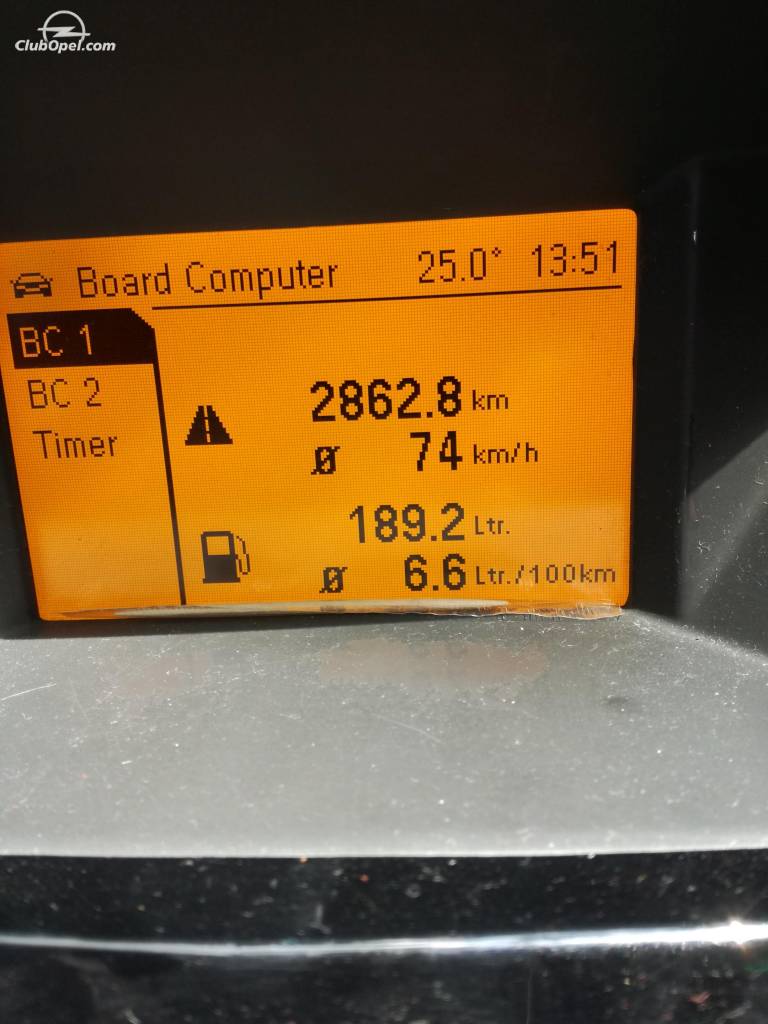 ClubOpel.com
Board Computer 25.0° 13:51
BC 1
BC 2
Timer
2862.8 km
Ø 74 km/h
189.2 Ltr.
Ø 6.6 Ltr./100km